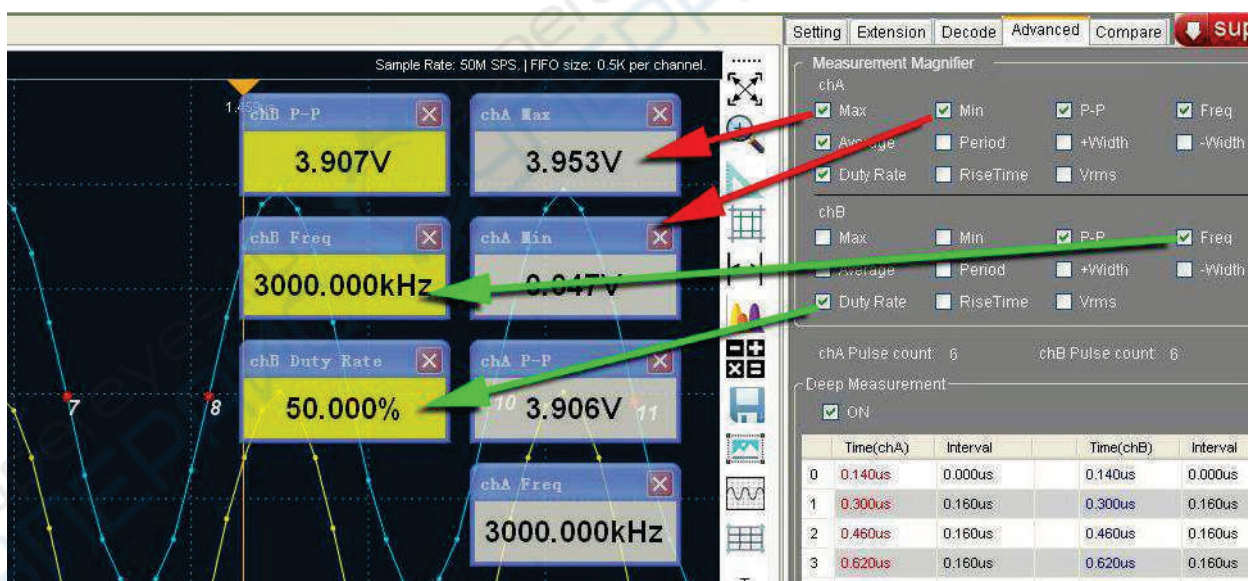 Setting Extension Decode Advanced Compare
Sample Rate: 50M SPS. | FIFO size: 0.5K per channel.
chB P-P
3.907V
chA Max
3.953V
chB Freq
3000.000kHz
chA Min
0.047V
chB Duty Rate
50.000%
chA P-P
3.906V
chA Freq
3000.000kHz
7
8
10
11
Measurement Magnifier
chA
Max Min P-P Freq
Average Period +Width -Width
Duty Rate RiseTime Vrms
chB
Max Min P-P Freq
Average Period +Width -Width
Duty Rate RiseTime Vrms
chA Pulse count: 6 chB Pulse count: 6
Deep Measurement
ON
Time(chA) Interval Time(chB) Interval
0 0.140us 0.000us 0.140us 0.000us
1 0.300us 0.160us 0.300us 0.160us
2 0.460us 0.160us 0.460us 0.160us
3 0.620us 0.160us 0.620us 0.160us